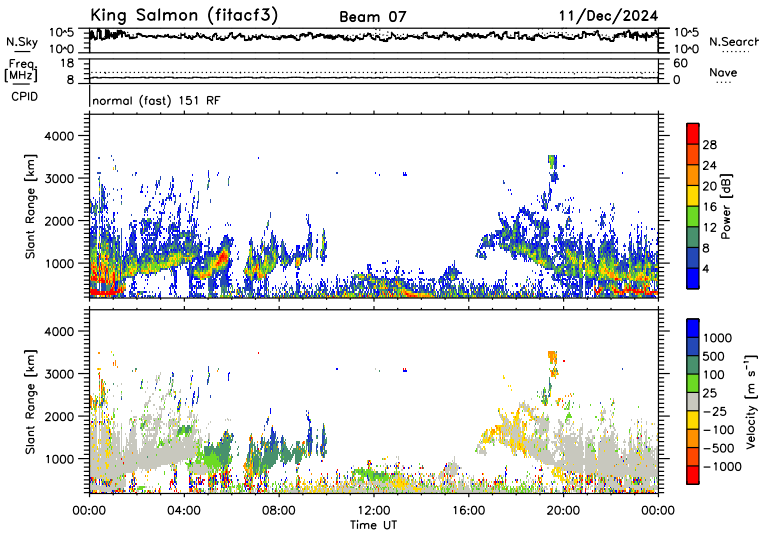 King Salmon (fitacf3) Beam 07 11/Dec/2024
N.Sky 10^5 10^0 10^5 10^0 N.Search
Freq. [MHz] 18 8 60 0 Nave
CPID normal (fast) 151 RF
Slant Range [km] 4000 3000 2000 1000
Power [dB] 28 24 20 16 12 8 4
Slant Range [km] 4000 3000 2000 1000
Velocity [m s⁻¹] 1000 500 100 25 −25 −100 −500 −1000
00:00 04:00 08:00 12:00 16:00 20:00 00:00
Time UT